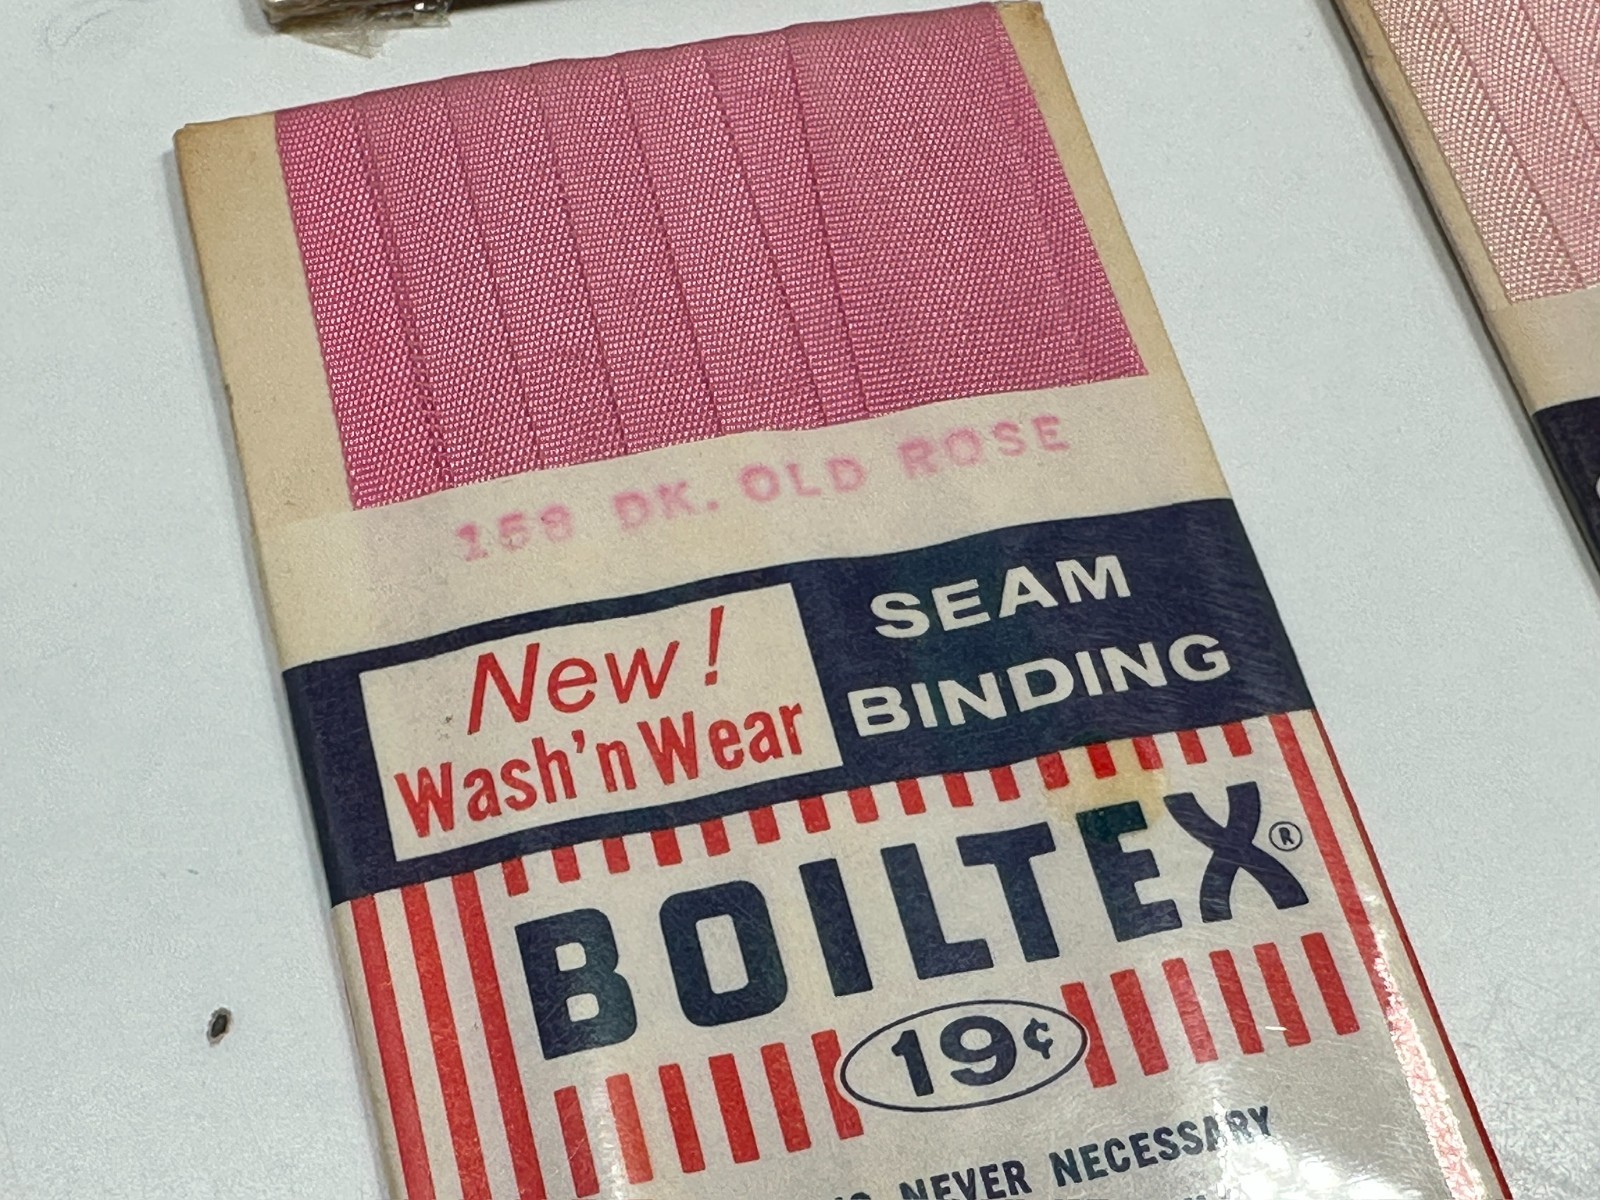 158 DK. OLD ROSE
New!
Wash'n Wear
SEAM
BINDING
BOILTEX®
19¢
NEVER NECESSARY